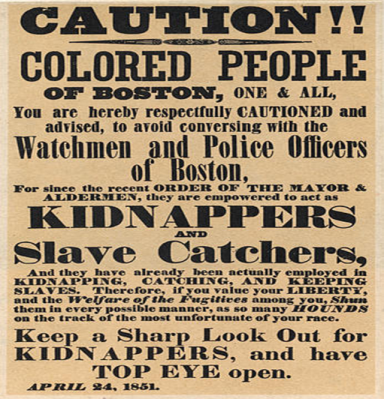 CAUTION!!
COLORED PEOPLE
OF BOSTON, ONE & ALL,
You are hereby respectfully CAUTIONED and
advised, to avoid conversing with the
Watchmen and Police Officers
of Boston,
For since the recent ORDER OF THE MAYOR &
ALDERMEN, they are empowered to act as
KIDNAPPERS
AND
Slave Catchers,
And they have already been actually employed in
KIDNAPPING, CATCHING, AND KEEPING
SLAVES. Therefore, if you value your LIBERTY,
and the Welfare of the Fugitives among you, Shun
them in every possible manner, as so many HOUNDS
on the track of the most unfortunate of your race.
Keep a Sharp Look Out for
KIDNAPPERS, and have
TOP EYE open.
APRIL 24, 1851.